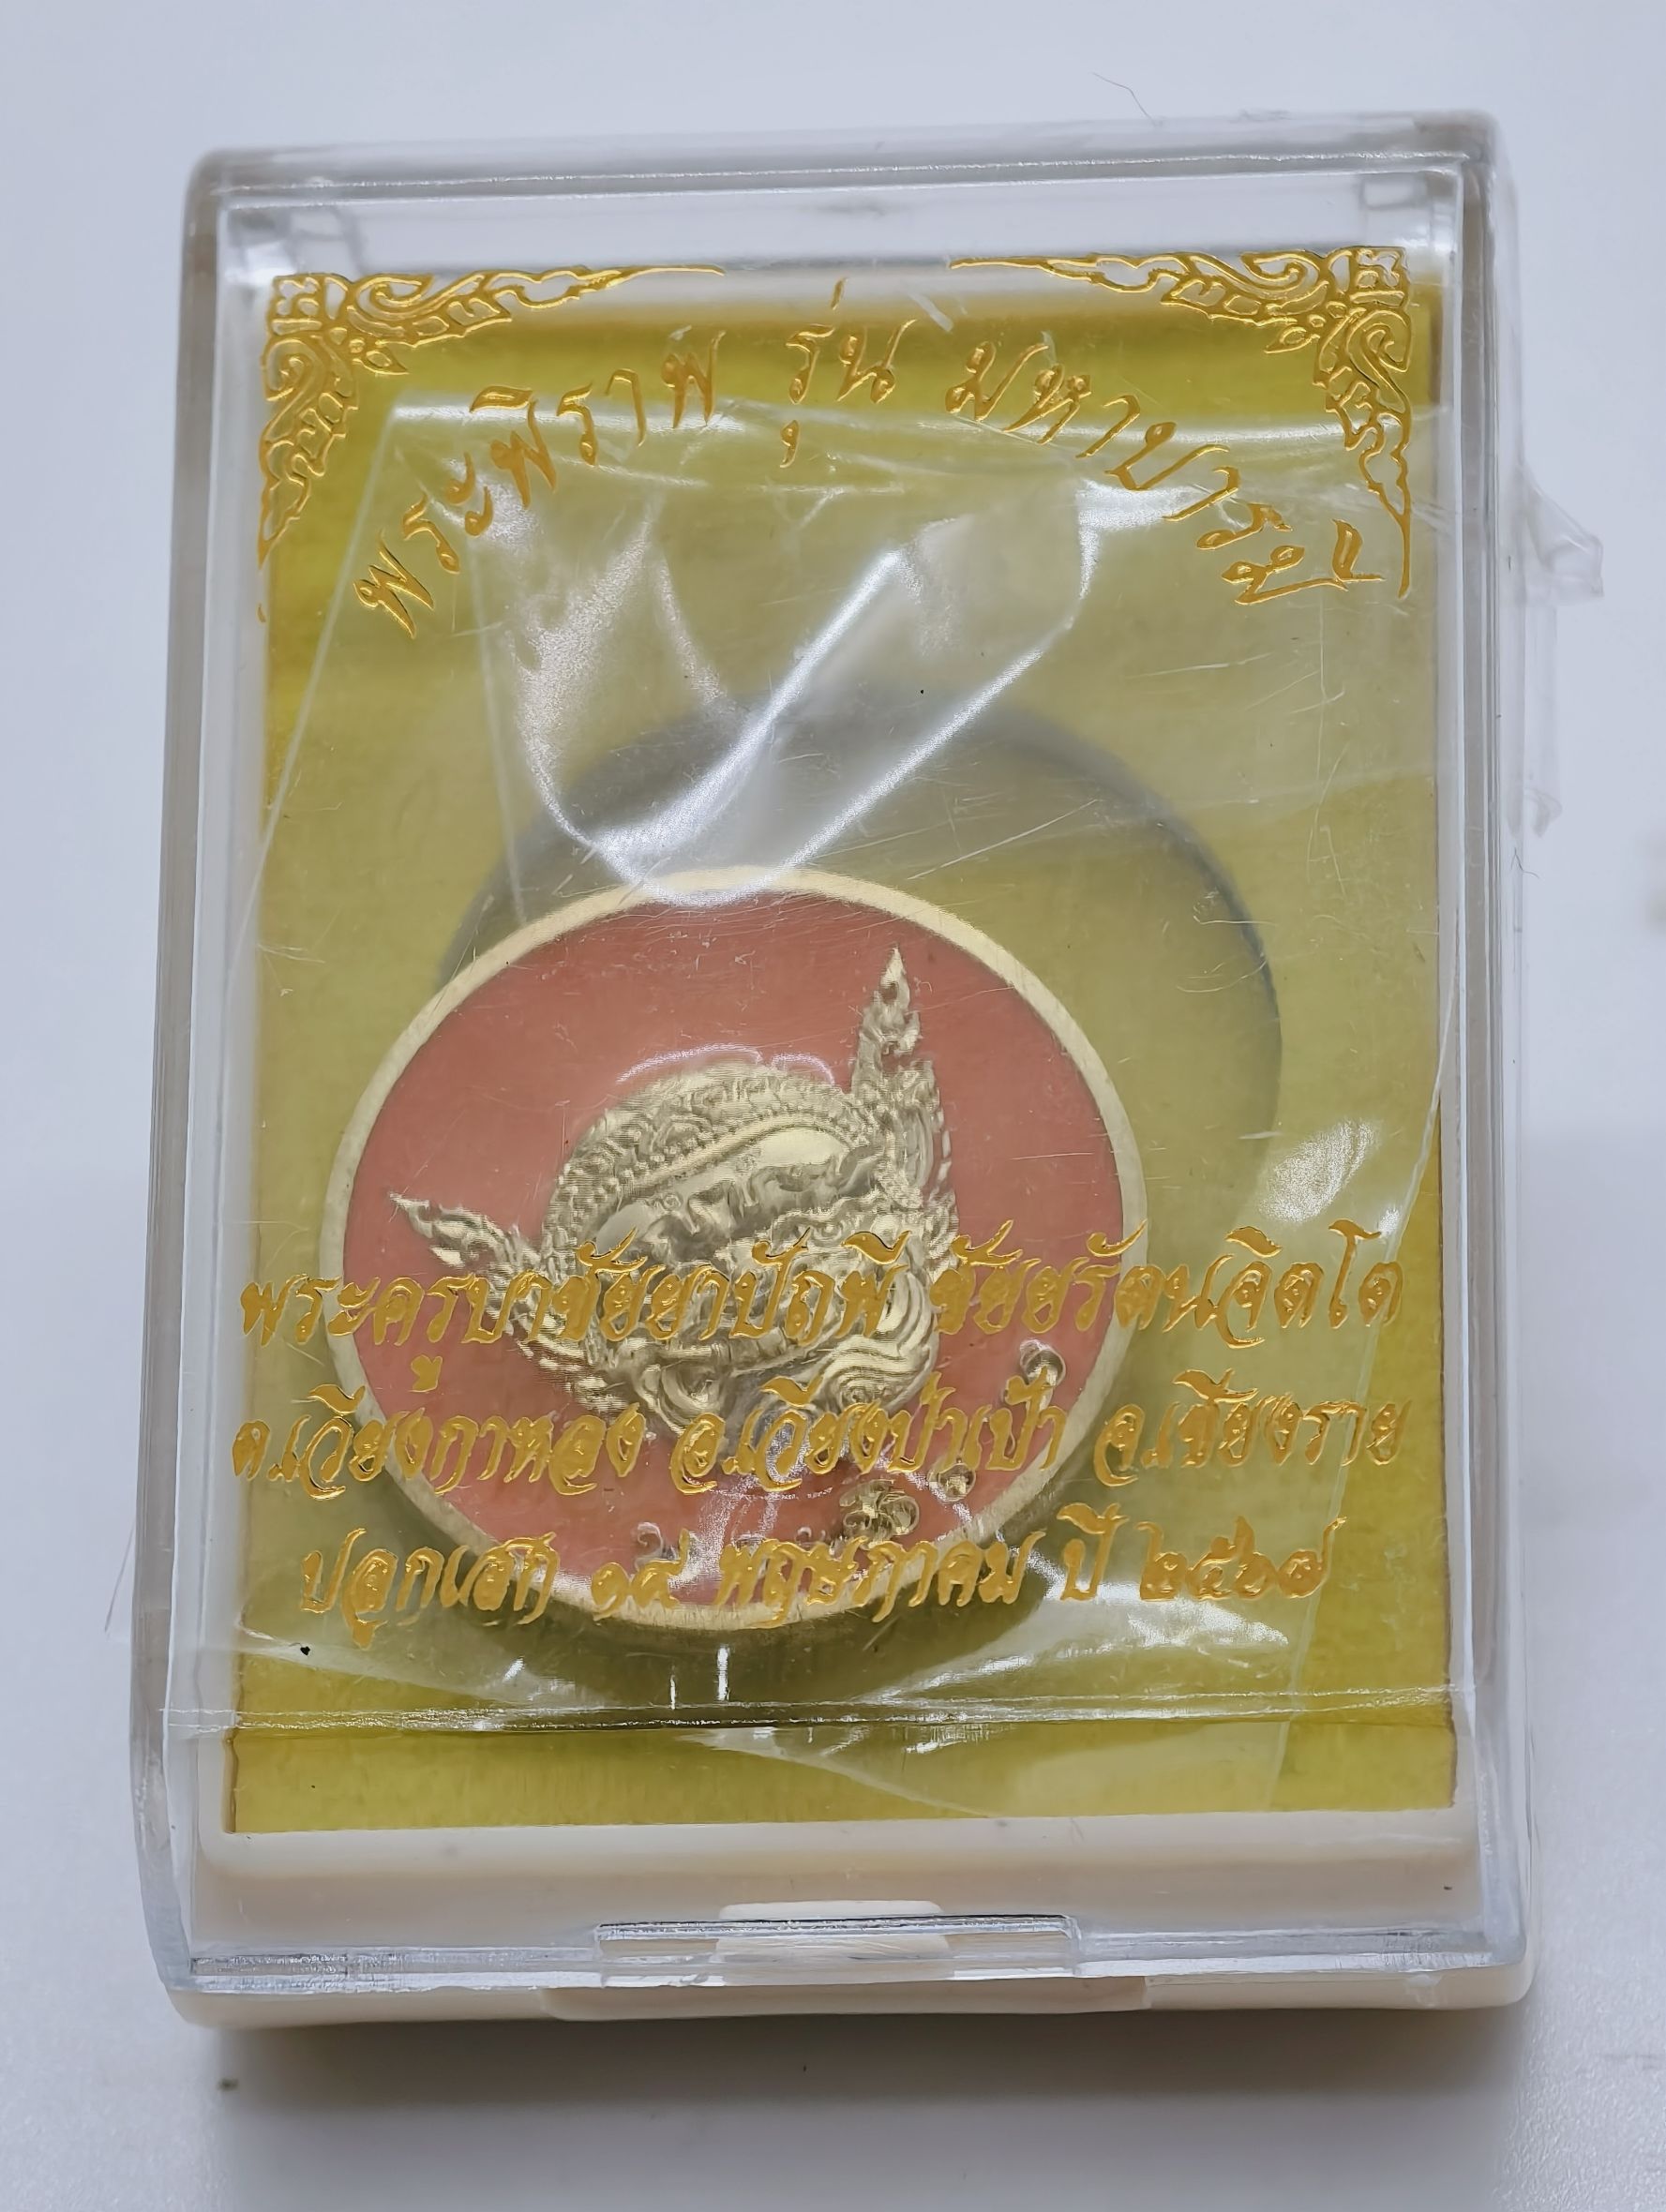 พระพิราพ รุ่น มหาบารมี
พระครูบาชัยยาปัถพี ชัยยรัตนจิตโต
ต.เวียงกาหลง อ.เวียงป่าเป้า จ.เชียงราย
ปลุกเสก ๑๙ พฤษภาคม ปี ๒๕๖๗